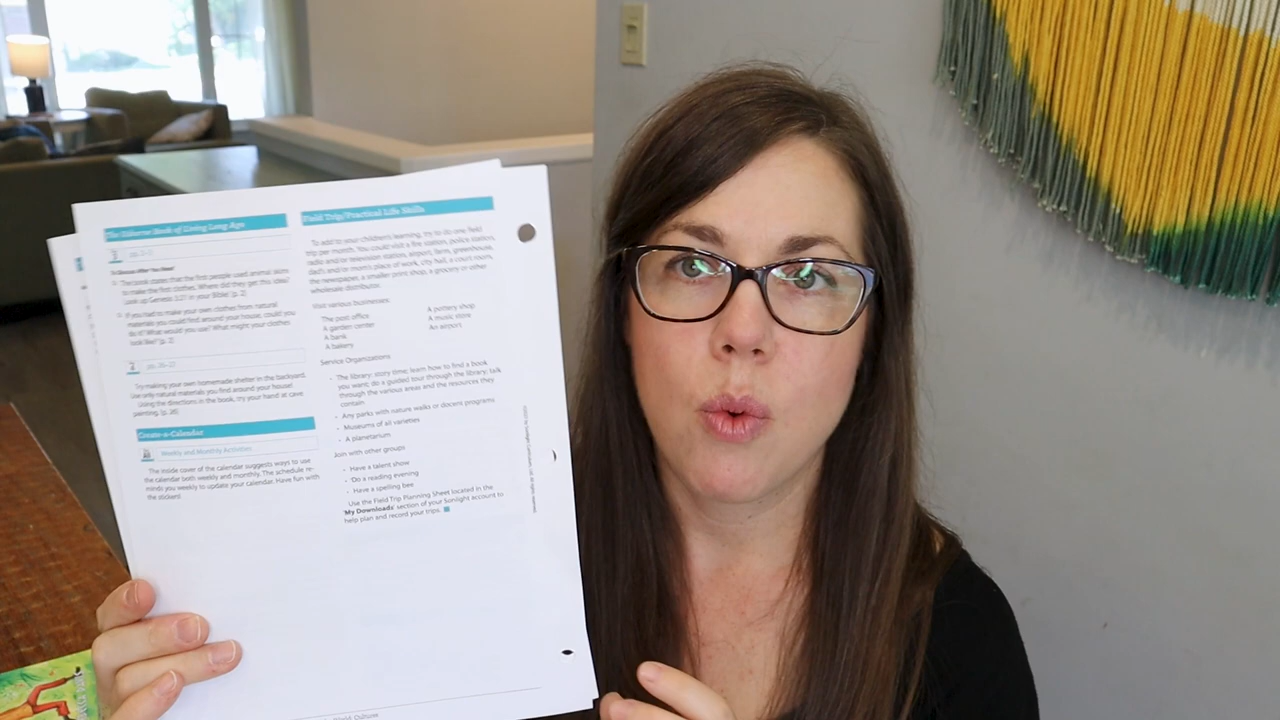 The Usborne Book of Living Long Ago
pp. 2–3
To Discuss After You Read
The book states that the first people used animal skins
to make the first clothes. Where did they get this idea?
Look up Genesis 3:21 in your Bible! (p. 2)
If you had to make your own clothes from natural
materials you could find around your house, could you
do it? What would you use? What might your clothes
look like? (p. 2)
2
Try making your own homemade shelter in the backyard.
Use only natural materials you find around your house!
Using the directions in the book, try your hand at cave
painting. (p. 26)
Create-a-Calendar
Weekly and Monthly Activities
The inside cover of the calendar suggests ways to use
the calendar both weekly and monthly. The schedule re-
minds you weekly to update your calendar. Have fun with
the stickers!
Field Trip/Practical Life Skills
To add to your children's learning, try to do one field
trip per month. You could visit a fire station, police station,
radio and/or television station, airport, farm, greenhouse,
dad's and/or mom's place of work, city hall, a court room,
the newspaper, a smaller print shop, a grocery or other
wholesale distributor.
Visit various businesses:
The post office
A garden center
A bank
A bakery
A pottery shop
A music store
An airport
Service Organizations
• The library: story time; learn how to find a book
you want; do a guided tour through the library; talk
through the various areas and the resources they
contain
• Any parks with nature walks or docent programs
• Museums of all varieties
• A planetarium
Join with other groups
• Have a talent show
• Do a reading evening
• Have a spelling bee
Use the Field Trip Planning Sheet located in the
"My Downloads" section of your Sonlight account to
help plan and record your trips. ■